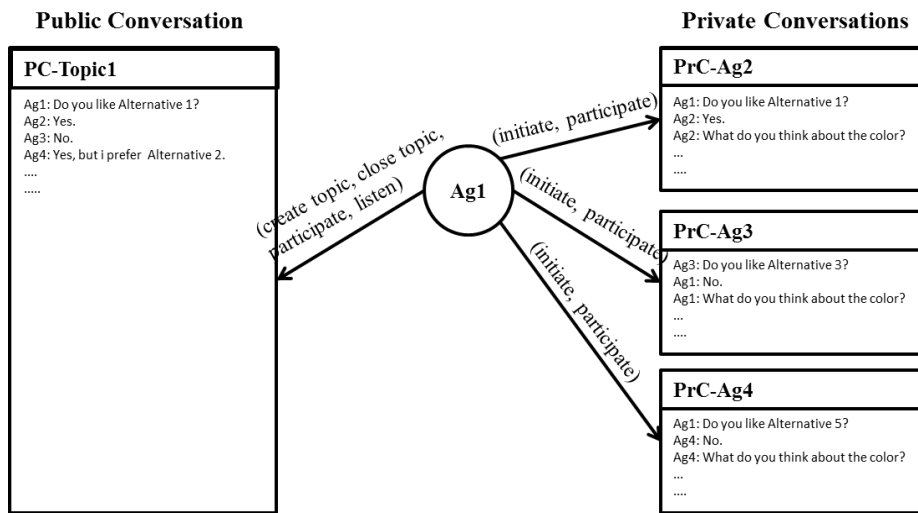 Public Conversation
PC-Topic1
Ag1: Do you like Alternative 1?
Ag2: Yes.
Ag3: No.
Ag4: Yes, but i prefer Alternative 2.
....
.....
(create topic, close topic,
participate, listen)
Ag1
(initiate, participate)
(initiate, participate)
(initiate, participate)
Private Conversations
PrC-Ag2
Ag1: Do you like Alternative 1?
Ag2: Yes.
Ag2: What do you think about the color?
...
....
PrC-Ag3
Ag3: Do you like Alternative 3?
Ag1: No.
Ag1: What do you think about the color?
...
....
PrC-Ag4
Ag1: Do you like Alternative 5?
Ag4: No.
Ag4: What do you think about the color?
...
....